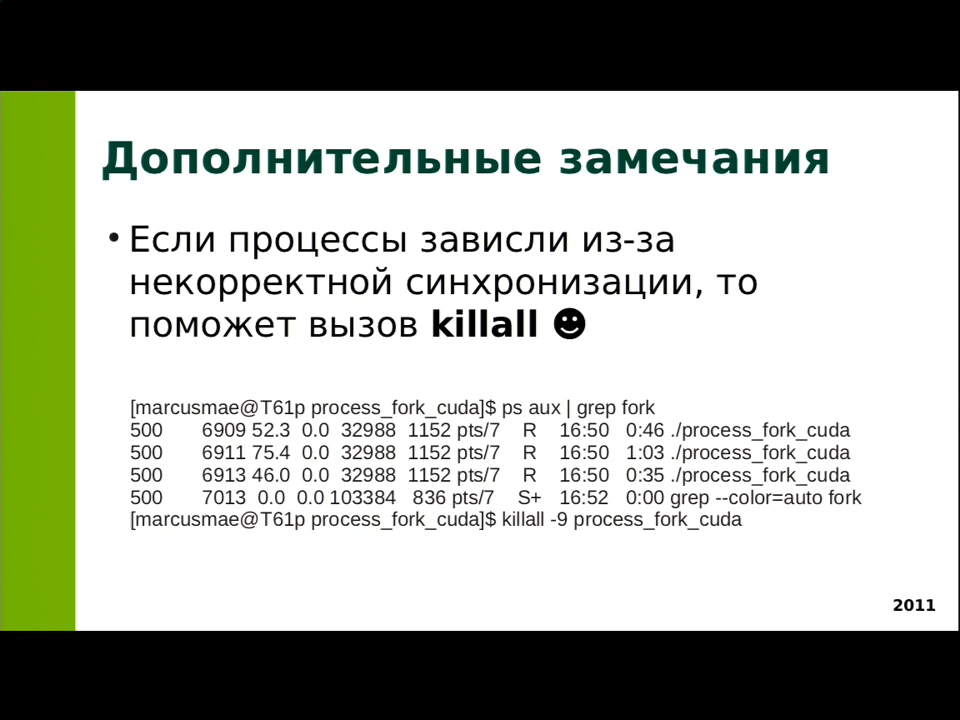 Дополнительные замечания
• Если процессы зависли из-за
некорректной синхронизации, то
поможет вызов killall ☻
[marcusmae@T61p process_fork_cuda]$ ps aux | grep fork
500 6909 52.3 0.0 32988 1152 pts/7 R 16:50 0:46 ./process_fork_cuda
500 6911 75.4 0.0 32988 1152 pts/7 R 16:50 1:03 ./process_fork_cuda
500 6913 46.0 0.0 32988 1152 pts/7 R 16:50 0:35 ./process_fork_cuda
500 7013 0.0 0.0 103384 836 pts/7 S+ 16:52 0:00 grep --color=auto fork
[marcusmae@T61p process_fork_cuda]$ killall -9 process_fork_cuda
2011